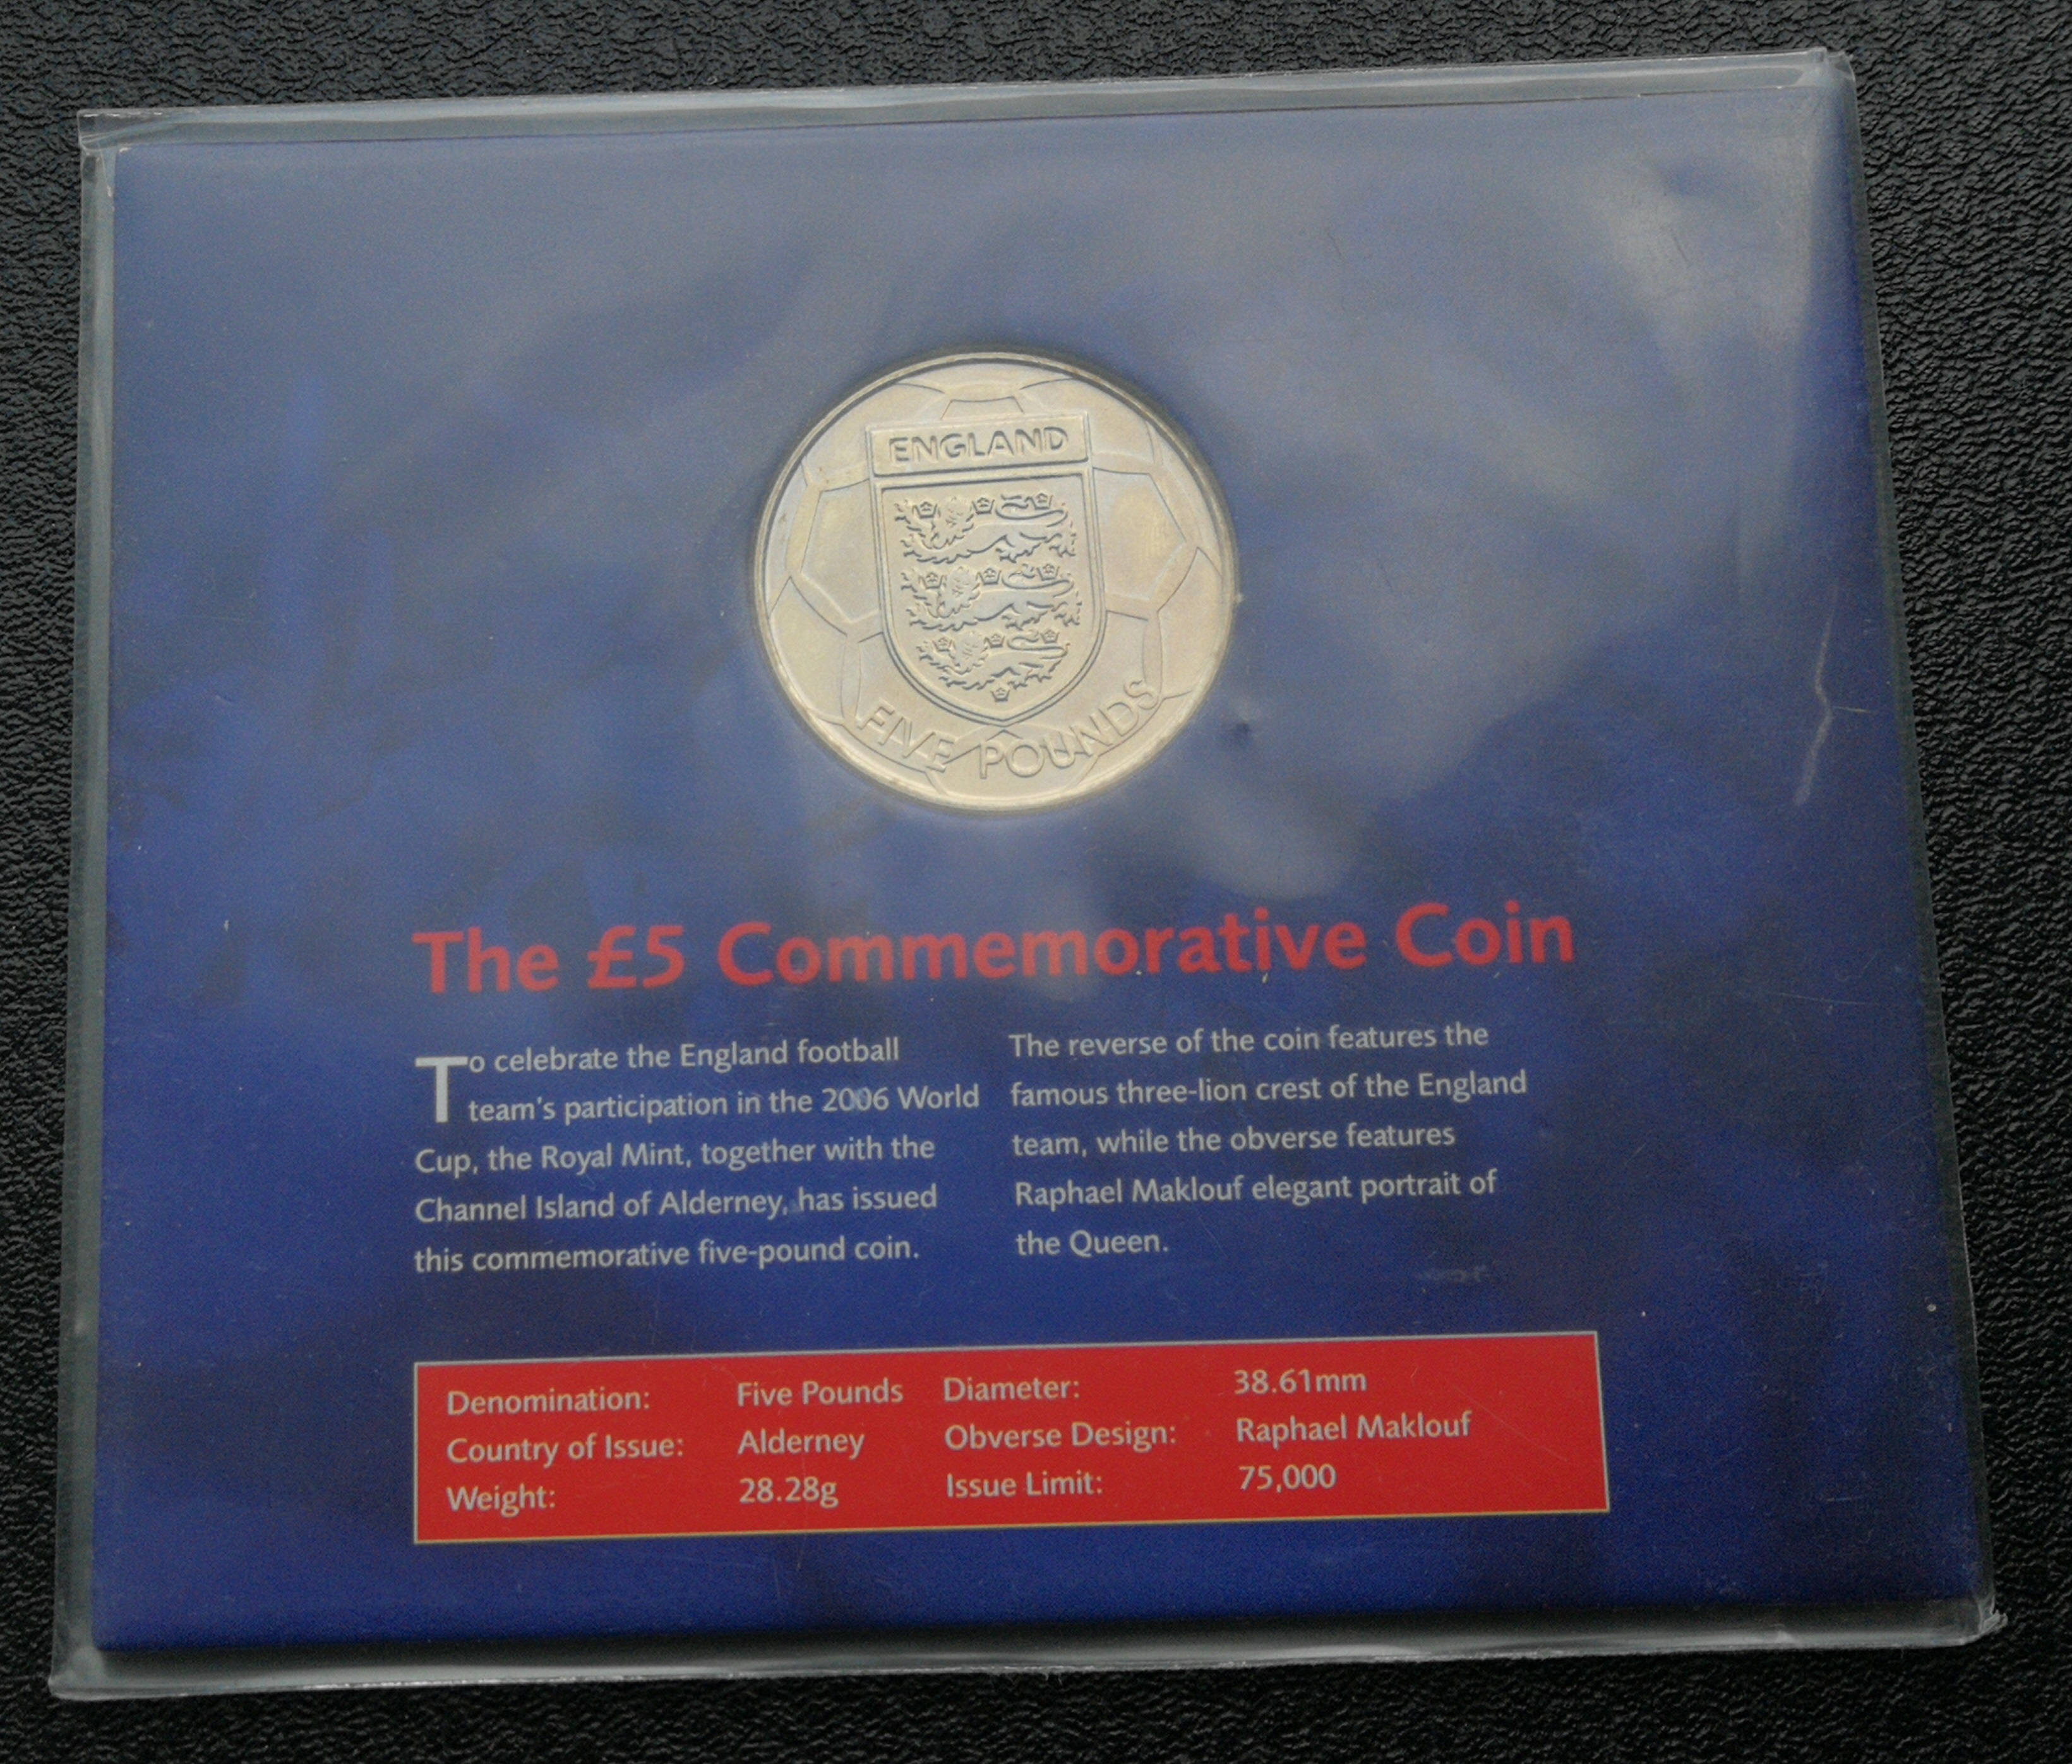 ENGLAND
FIVE POUNDS
The £5 Commemorative Coin
To celebrate the England football
team's participation in the 2006 World
Cup, the Royal Mint, together with the
Channel Island of Alderney, has issued
this commemorative five-pound coin.
The reverse of the coin features the
famous three-lion crest of the England
team, while the obverse features
Raphael Maklouf elegant portrait of
the Queen.
Denomination: Five Pounds
Country of Issue: Alderney
Weight: 28.28g
Diameter: 38.61mm
Obverse Design: Raphael Maklouf
Issue Limit: 75,000